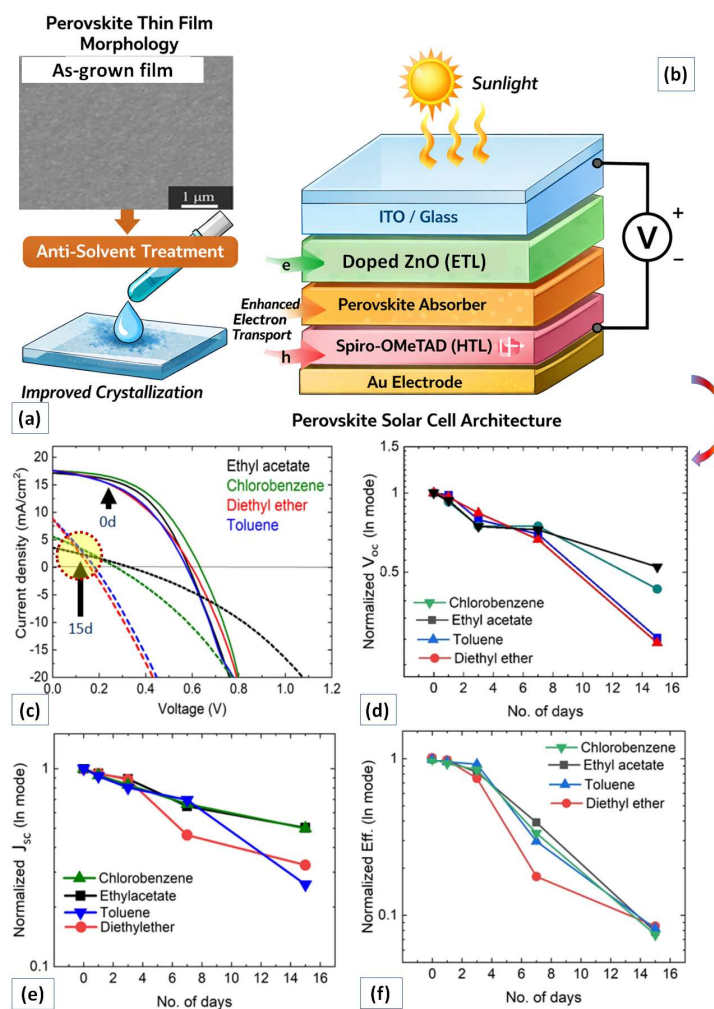 Perovskite Thin Film
Morphology
As-grown film
1 μm
Anti-Solvent Treatment
Improved Crystallization
(a)
(b)
Sunlight
ITO / Glass
Doped ZnO (ETL)
e
Perovskite Absorber
Enhanced
Electron
Transport
Spiro-OMeTAD (HTL)
h
Au Electrode
V
+
−
Perovskite Solar Cell Architecture
Current density (mA/cm²)
20
15
10
5
0
-5
-10
-15
-20
0.0
0.2
0.4
0.6
0.8
1.0
1.2
Voltage (V)
Ethyl acetate
Chlorobenzene
Diethyl ether
Toluene
0d
15d
(c)
Normalized Voc (ln mode)
1.5
1
0.5
Chlorobenzene
Ethyl acetate
Toluene
Diethyl ether
0 2 4 6 8 10 12 14 16
No. of days
(d)
Normalized Jsc (ln mode)
1
0.1
Chlorobenzene
Ethylacetate
Toluene
Diethylether
0 2 4 6 8 10 12 14 16
No. of days
(e)
Normalized Eff. (ln mode)
1
0.1
Chlorobenzene
Ethyl acetate
Toluene
Diethyl ether
0 2 4 6 8 10 12 14 16
No. of days
(f)